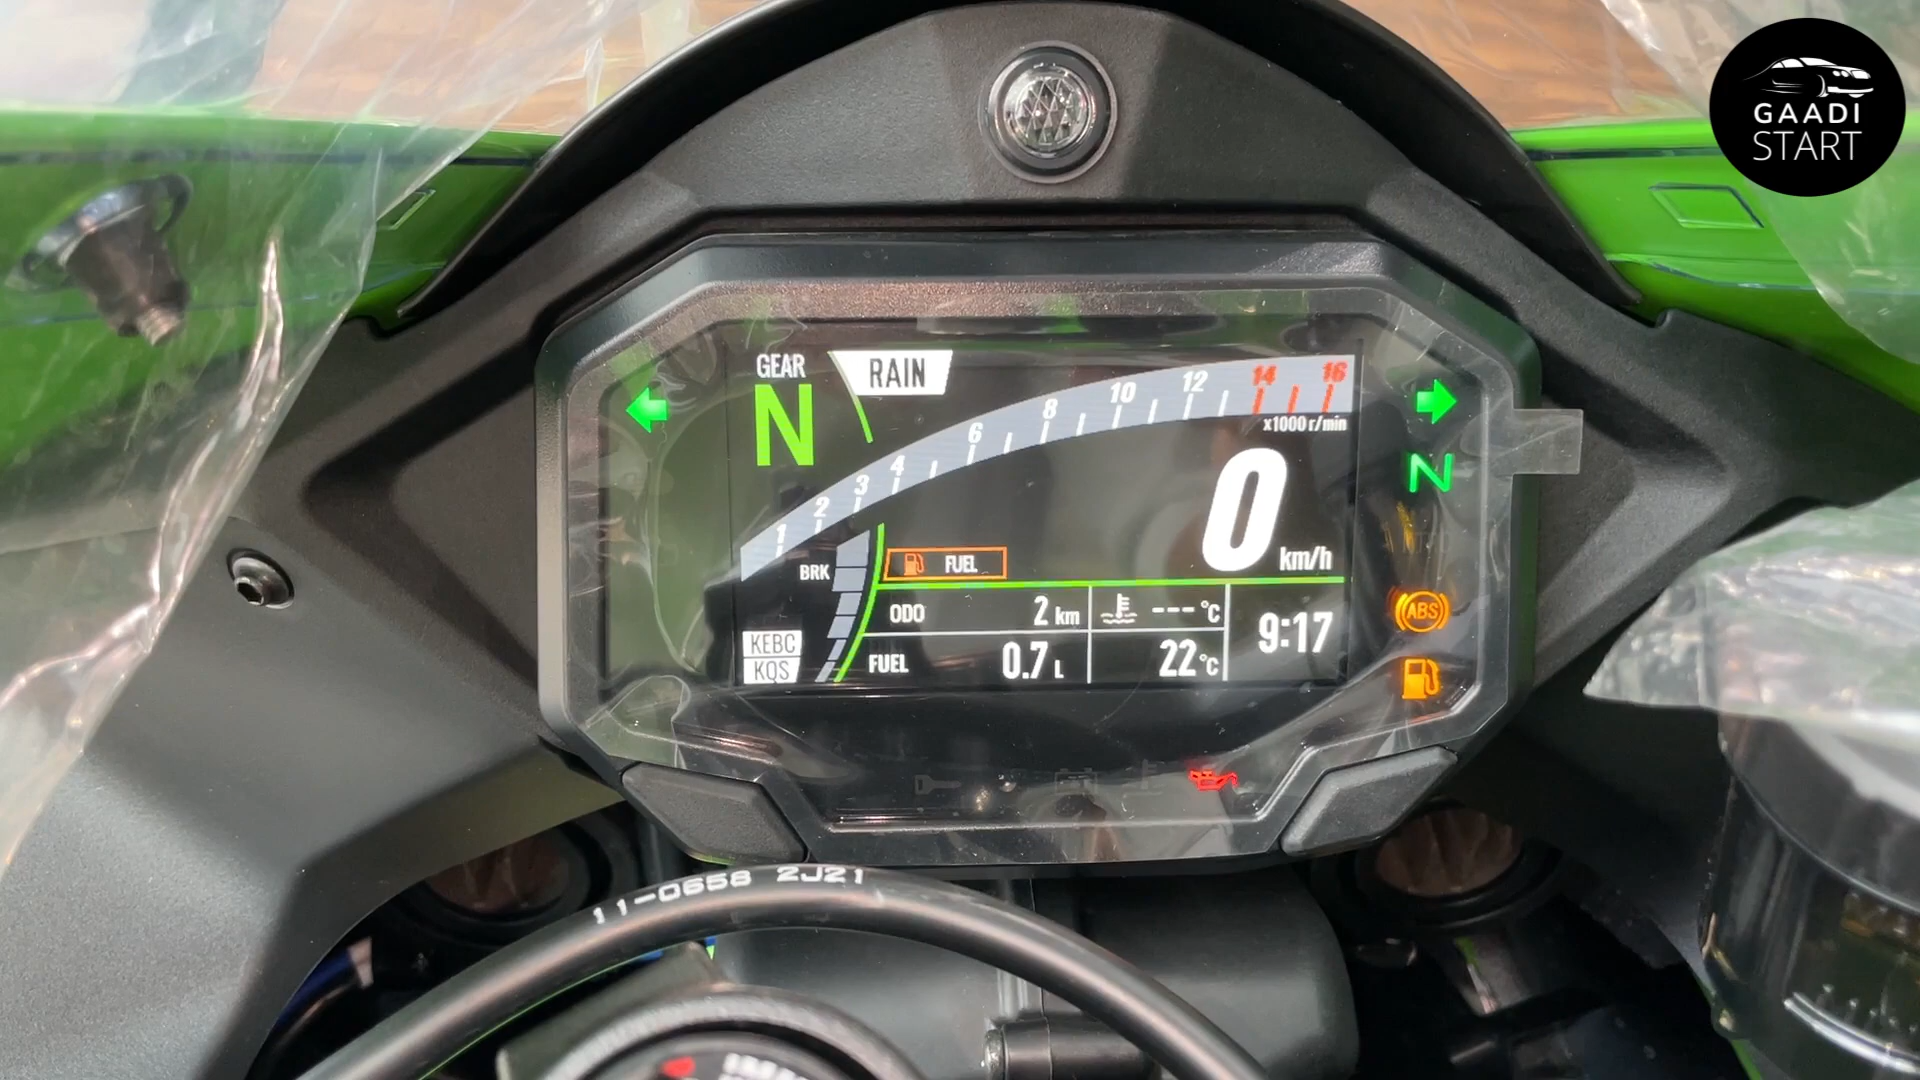 GAADI
START
GEAR
N
RAIN
1 2 3 4 6 8 10 12 14 16
x1000 r/min
0
km/h
N
BRK
FUEL
ODO 2 km
--- °C
9:17
ABS
KEBC
KQS
FUEL 0.7 L
22 °C
11-0658 2J21